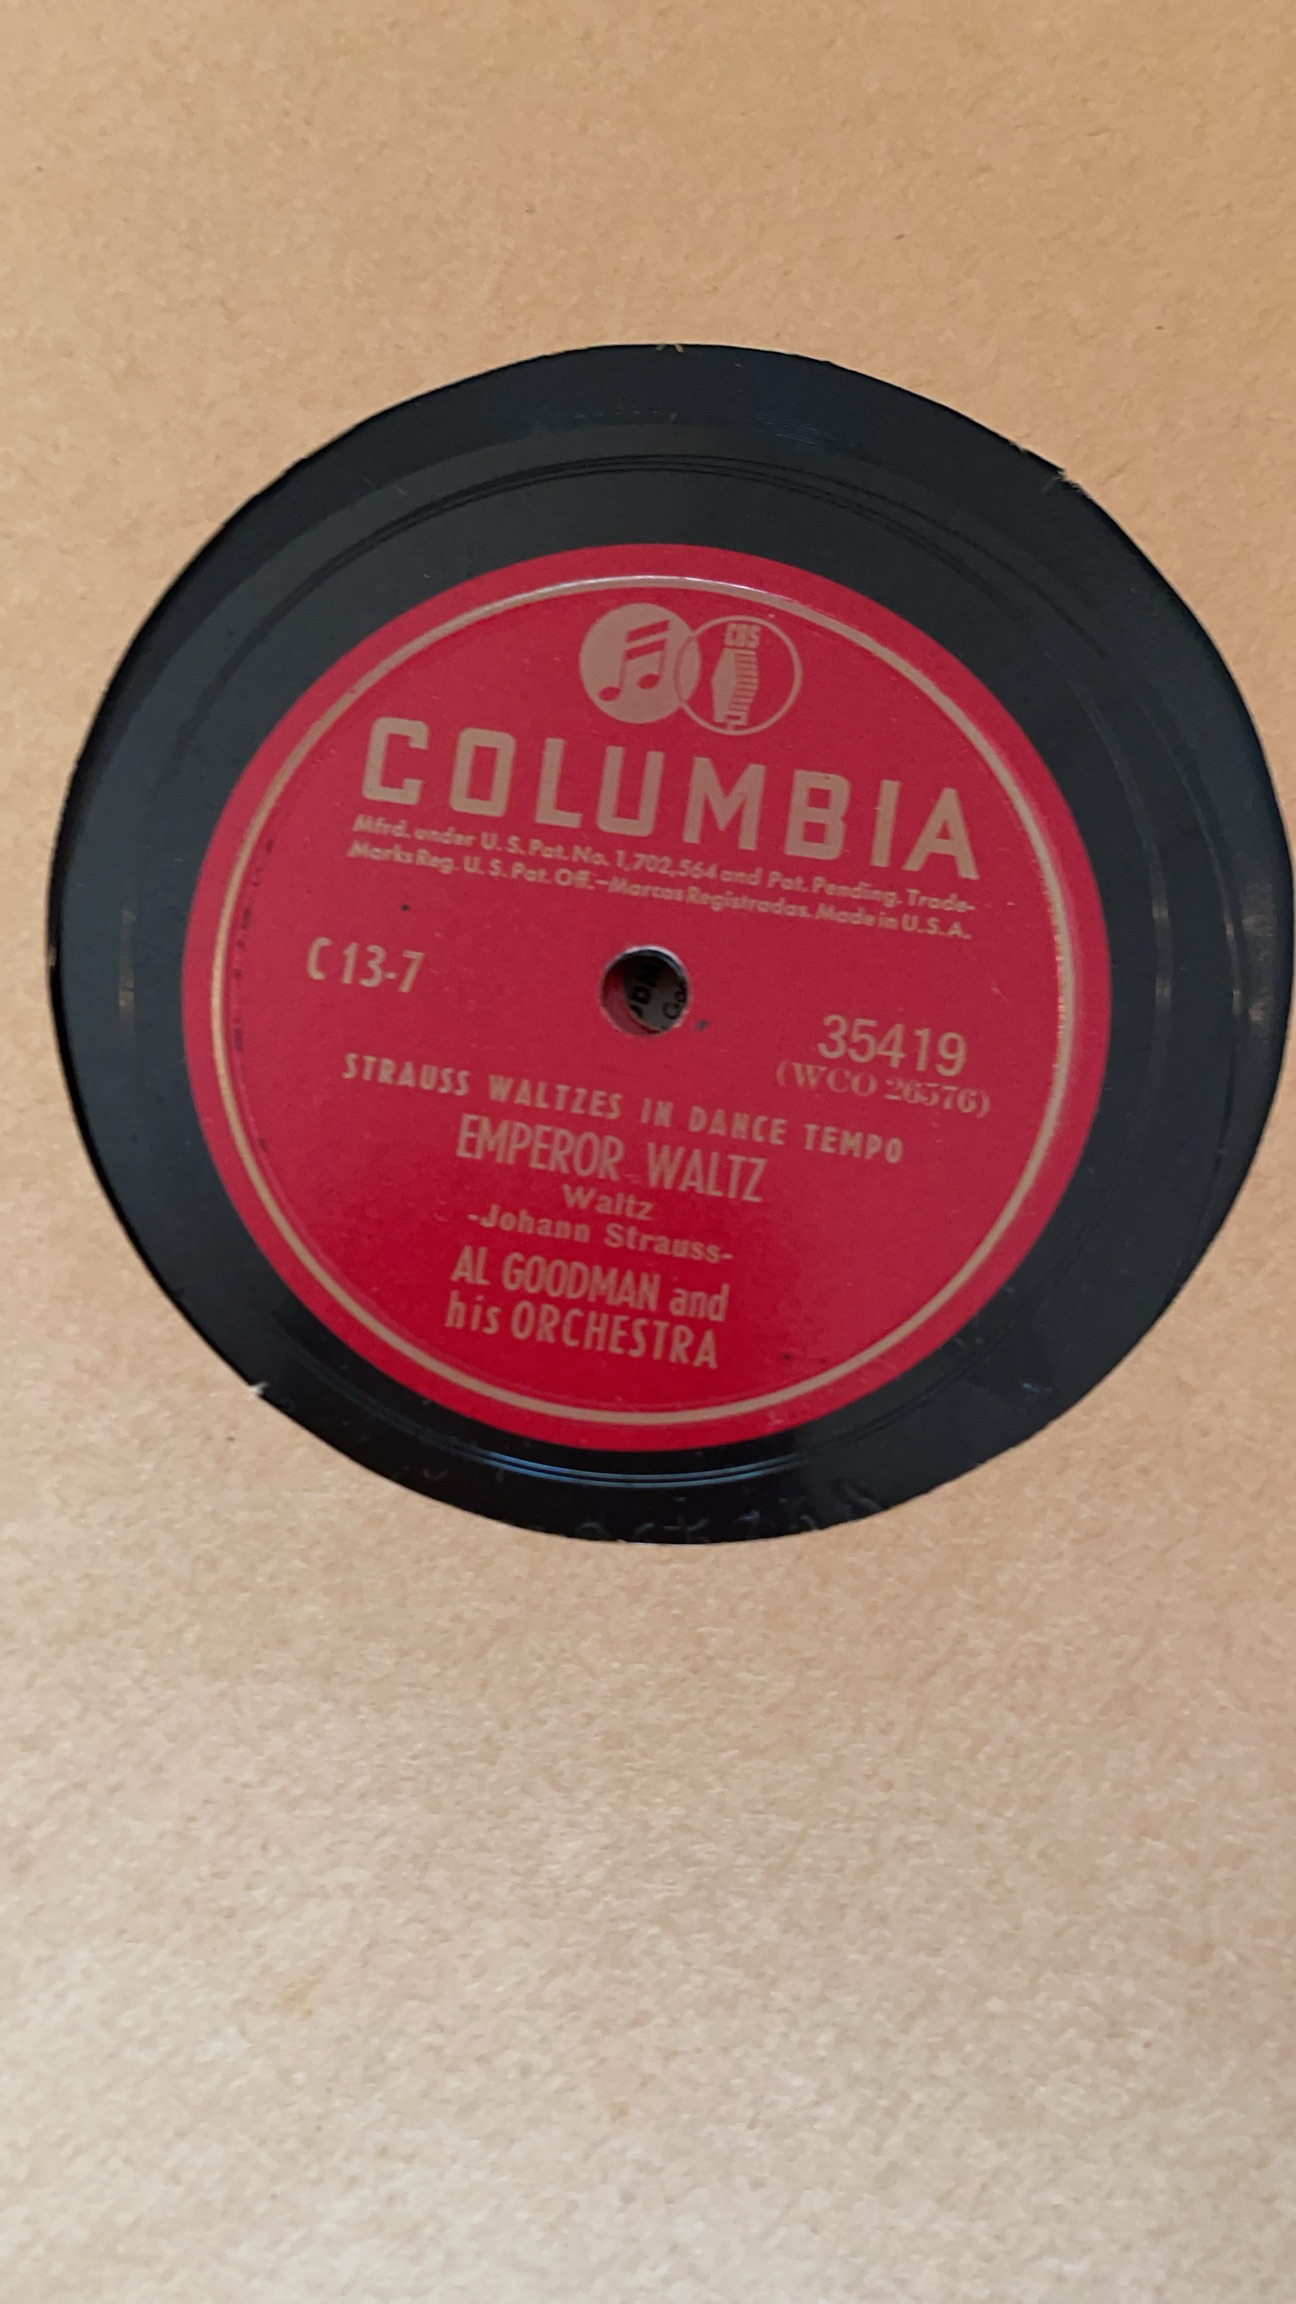 CBS
COLUMBIA
Mfrd. under U. S. Pat. No. 1,702,564 and Pat. Pending. Trade-
Marks Reg. U. S. Pat. Off.–Marcas Registradas. Made in U.S.A.
C 13-7
35419
(WCO 26576)
STRAUSS WALTZES IN DANCE TEMPO
EMPEROR WALTZ
Waltz
-Johann Strauss-
AL GOODMAN and
his ORCHESTRA